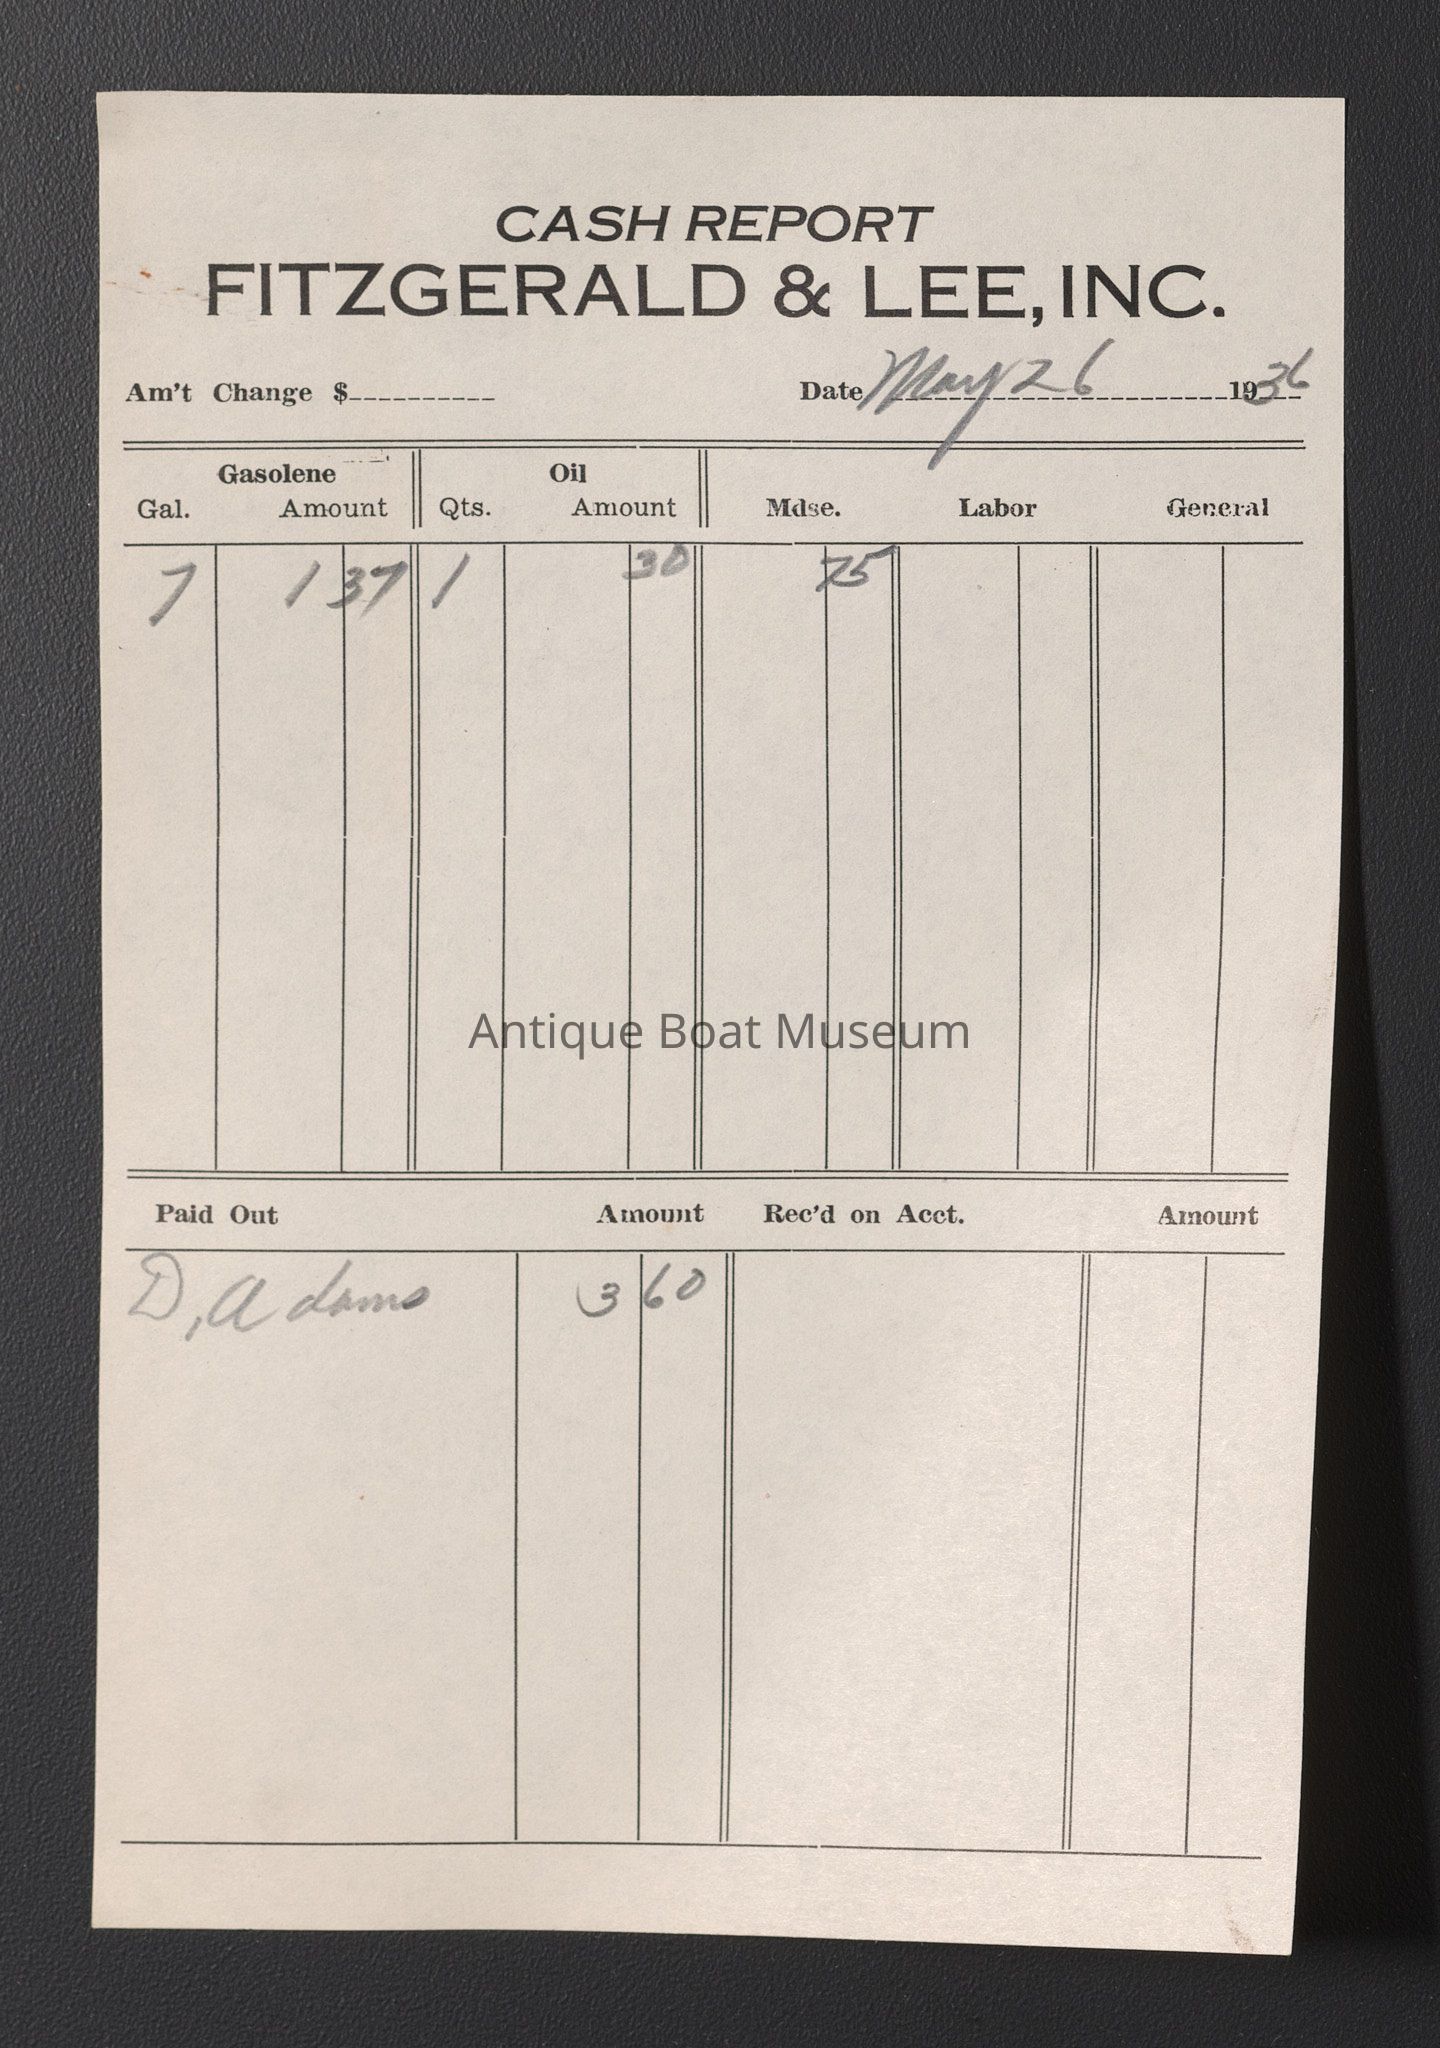 CASH REPORT
FITZGERALD & LEE, INC.
Am't Change $ Date May 26 1936
Gasolene Oil
Gal. Amount Qts. Amount Mdse. Labor General
7 1 37 1 30 75
Antique Boat Museum
Paid Out Amount Rec'd on Acct. Amount
D, Adams 3 60